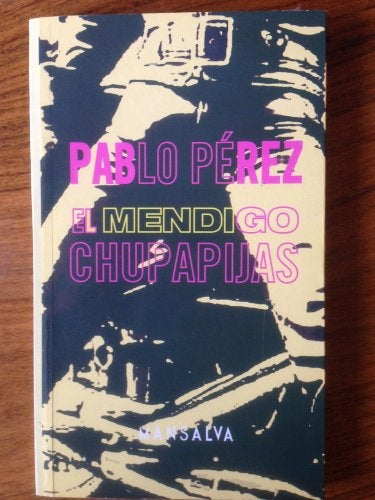 PABLO PÉREZ
EL MENDIGO
CHUPAPIJAS
MANSALVA